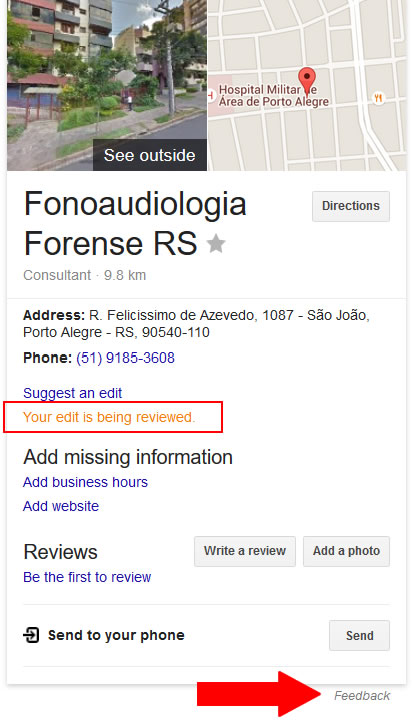 See outside
Hospital Militar de
Área de Porto Alegre
Fonoaudiologia
Forense RS
Directions
Consultant · 9.8 km
Address: R. Felicissimo de Azevedo, 1087 - São João,
Porto Alegre - RS, 90540-110
Phone: (51) 9185-3608
Suggest an edit
Your edit is being reviewed.
Add missing information
Add business hours
Add website
Reviews
Write a review
Add a photo
Be the first to review
Send to your phone
Send
Feedback